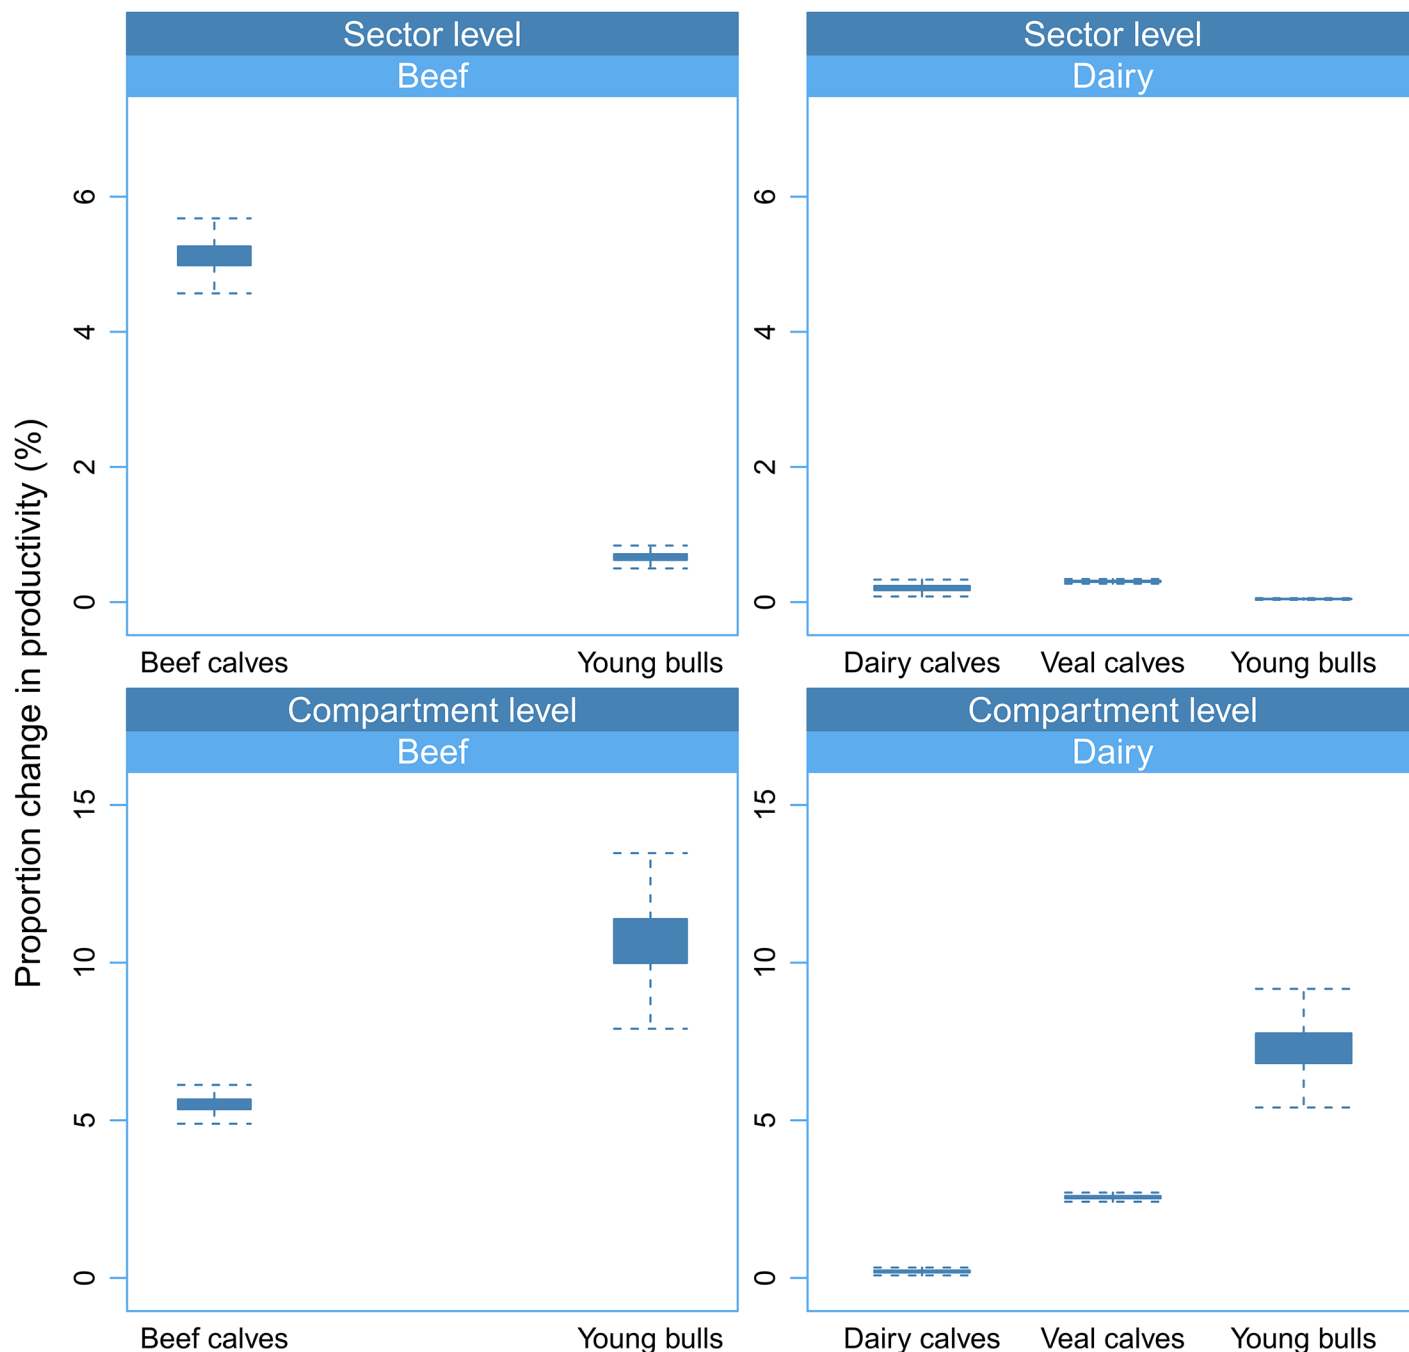 Proportion change in productivity (%)
Sector level
Beef
6
4
2
0
Beef calves Young bulls
Sector level
Dairy
6
4
2
0
Dairy calves Veal calves Young bulls
Compartment level
Beef
15
10
5
0
Beef calves Young bulls
Compartment level
Dairy
15
10
5
0
Dairy calves Veal calves Young bulls